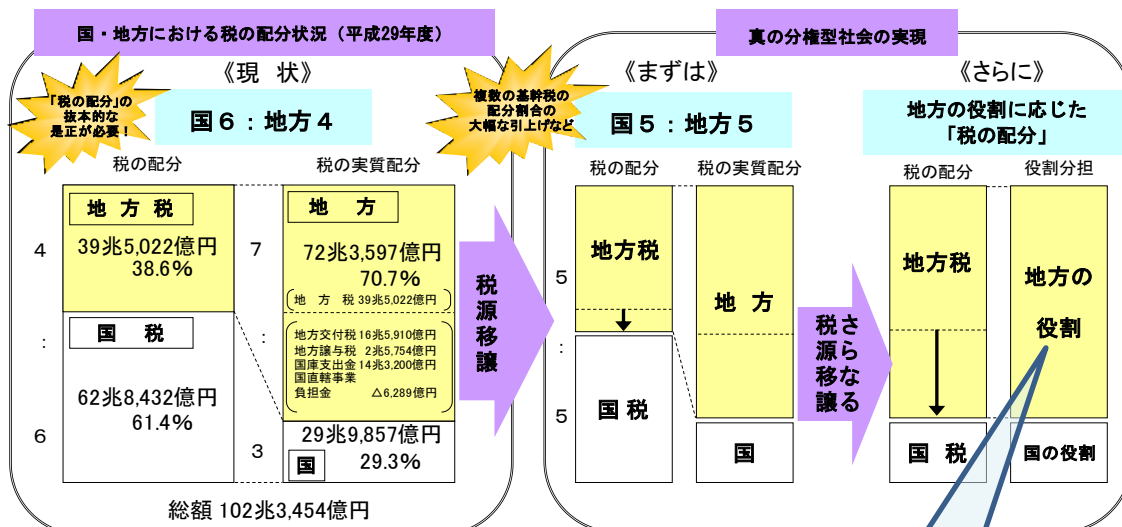 国・地方における税の配分状況（平成29年度）
《現 状》
「税の配分」の
抜本的な
是正が必要！
国６：地方４
税の配分
税の実質配分
4
：
6
地 方 税
39兆5,022億円
38.6%
国 税
62兆8,432億円
61.4%
7
：
3
地 方
72兆3,597億円
70.7%
地 方 税 39兆5,022億円
地方交付税 16兆5,910億円
地方譲与税 2兆5,754億円
国庫支出金 14兆3,200億円
国直轄事業
負担金 △6,289億円
29兆9,857億円
国
29.3%
総額 102兆3,454億円
税源移譲
真の分権型社会の実現
《まずは》
複数の基幹税の
配分割合の
大幅な引上げなど
国５：地方５
税の配分
税の実質配分
5
：
5
地方税
国 税
地 方
国
さらなる
税源移譲
《さらに》
地方の役割に応じた
「税の配分」
税の配分
役割分担
地方税
国 税
地方の
役割
国の役割